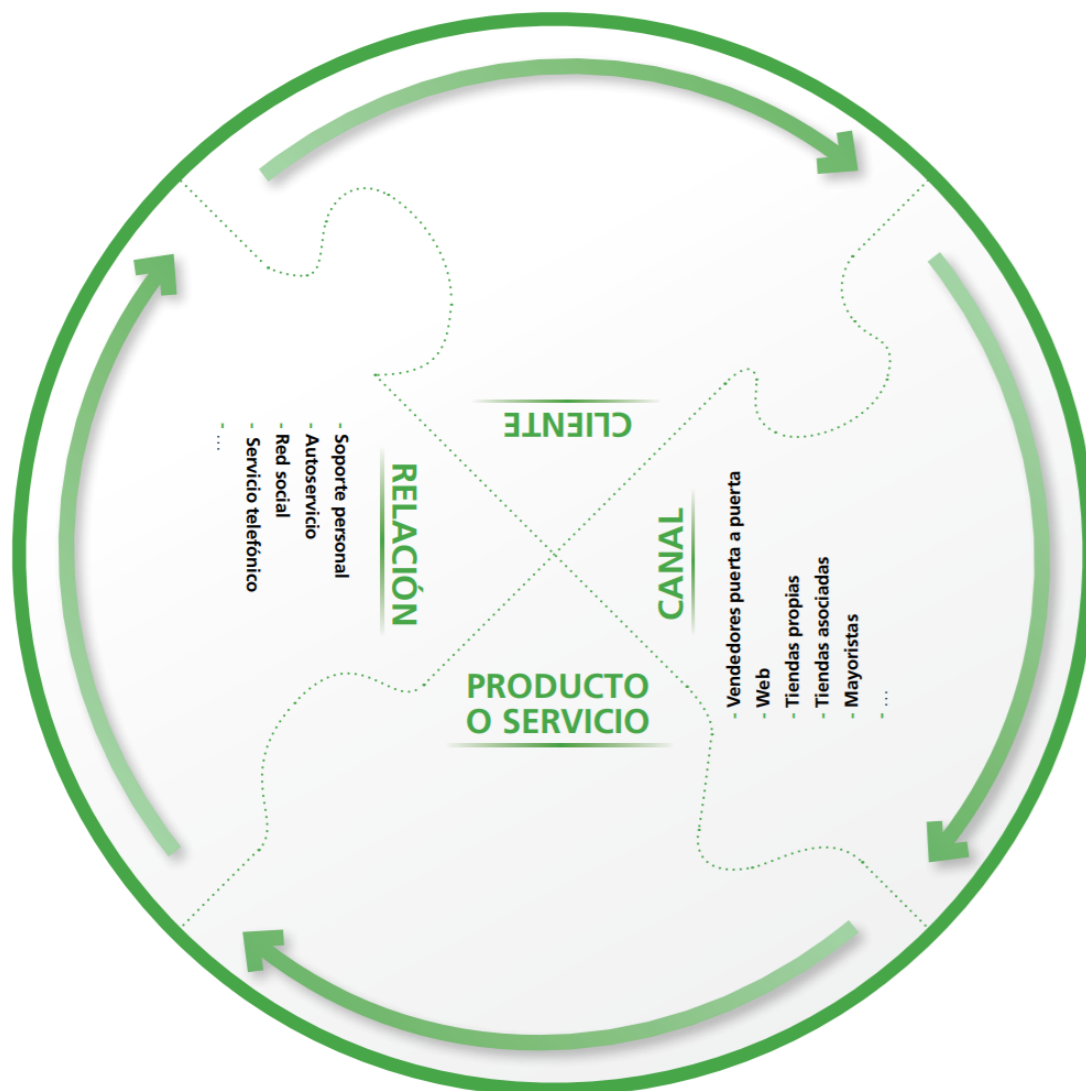 CLIENTE
RELACIÓN
- Soporte personal
- Autoservicio
- Red social
- Servicio telefónico
- ...
CANAL
- Vendedores puerta a puerta
- Web
- Tiendas propias
- Tiendas asociadas
- Mayoristas
- ...
PRODUCTO
O SERVICIO